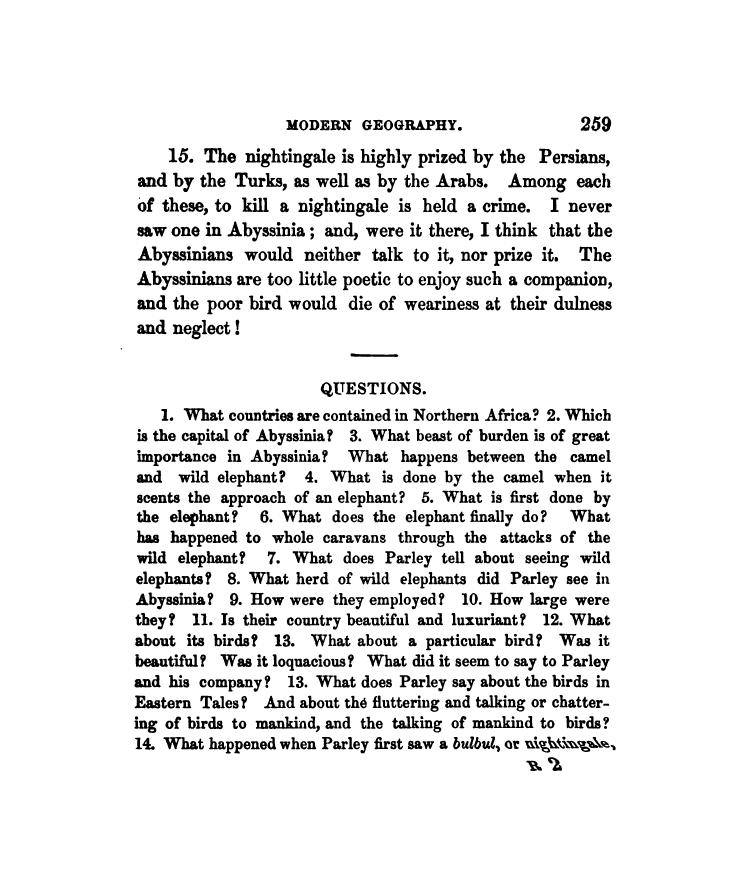 MODERN GEOGRAPHY. 259
15. The nightingale is highly prized by the Persians,
and by the Turks, as well as by the Arabs. Among each
of these, to kill a nightingale is held a crime. I never
saw one in Abyssinia; and, were it there, I think that the
Abyssinians would neither talk to it, nor prize it. The
Abyssinians are too little poetic to enjoy such a companion,
and the poor bird would die of weariness at their dulness
and neglect!
QUESTIONS.
1. What countries are contained in Northern Africa? 2. Which
is the capital of Abyssinia? 3. What beast of burden is of great
importance in Abyssinia? What happens between the camel
and wild elephant? 4. What is done by the camel when it
scents the approach of an elephant? 5. What is first done by
the elephant? 6. What does the elephant finally do? What
has happened to whole caravans through the attacks of the
wild elephant? 7. What does Parley tell about seeing wild
elephants? 8. What herd of wild elephants did Parley see in
Abyssinia? 9. How were they employed? 10. How large were
they? 11. Is their country beautiful and luxuriant? 12. What
about its birds? 13. What about a particular bird? Was it
beautiful? Was it loquacious? What did it seem to say to Parley
and his company? 13. What does Parley say about the birds in
Eastern Tales? And about the fluttering and talking or chatter-
ing of birds to mankind, and the talking of mankind to birds?
14. What happened when Parley first saw a bulbul, or nightingale,
R 2